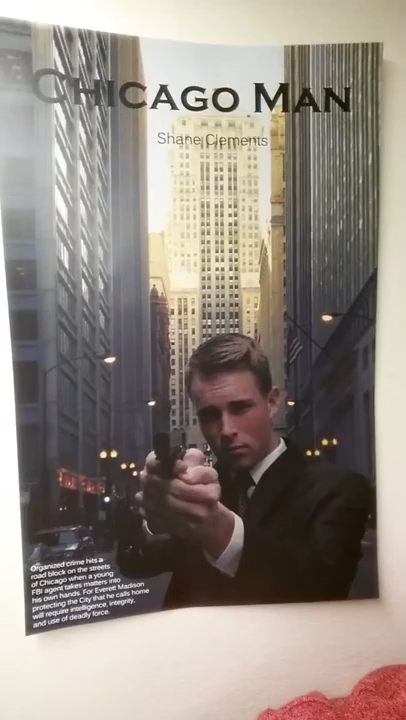 CHICAGO MAN
Shane Clements
Organized crime hits a
road block on the streets
of Chicago when a young
FBI agent takes matters into
his own hands. For Everett Madison
protecting the City that he calls home
will require intelligence, integrity,
and use of deadly force.